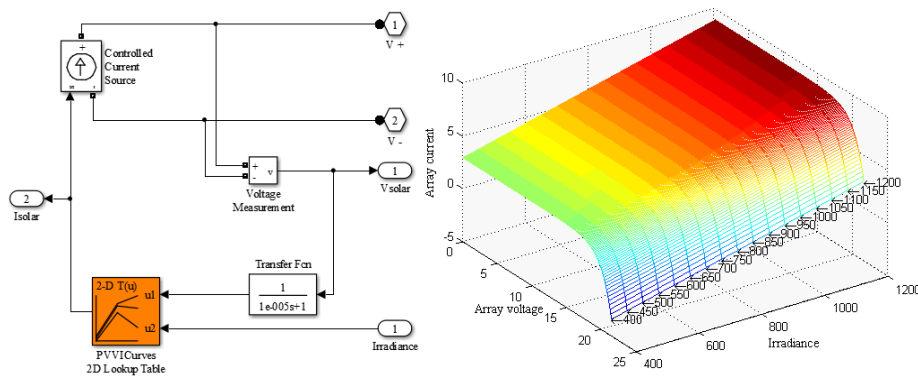 1
V +
+
Controlled
Current
Source
s
-
2
V -
+
-
v
Voltage
Measurement
1
Vsolar
2
Isolar
Transfer Fcn
1
1e-005s+1
2-D T(u)
u1
u2
PVVICurves
2D Lookup Table
1
Irradiance
10
5
0
-5
Array current
0
5
10
15
20
25
Array voltage
400
600
800
1000
1200
Irradiance
←400
←450
←500
←550
←600
←650
←700
←750
←800
←850
←900
←950
←1000
←1050
←1100
←1150
←1200